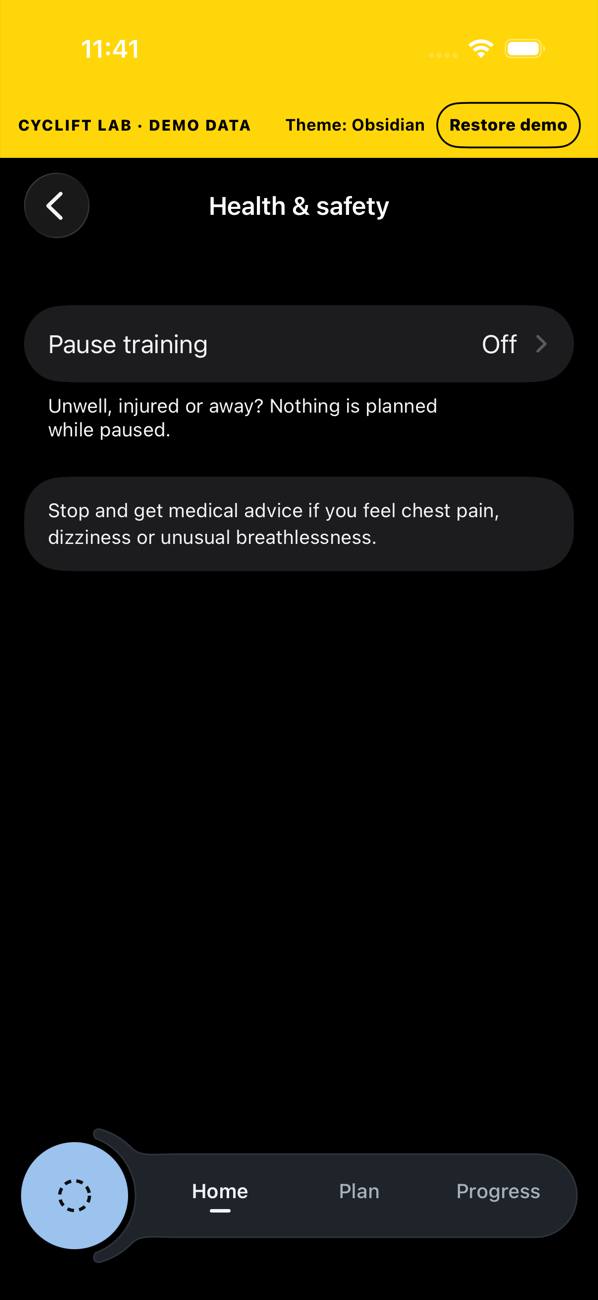 11:41
CYCLIFT LAB · DEMO DATA
Theme: Obsidian
Restore demo
Health & safety
Pause training
Off
Unwell, injured or away? Nothing is planned
while paused.
Stop and get medical advice if you feel chest pain,
dizziness or unusual breathlessness.
Home
Plan
Progress